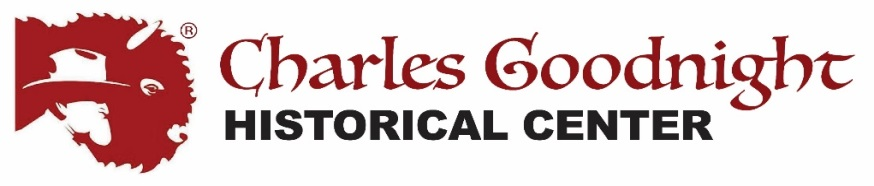 ®
Charles Goodnight
HISTORICAL CENTER